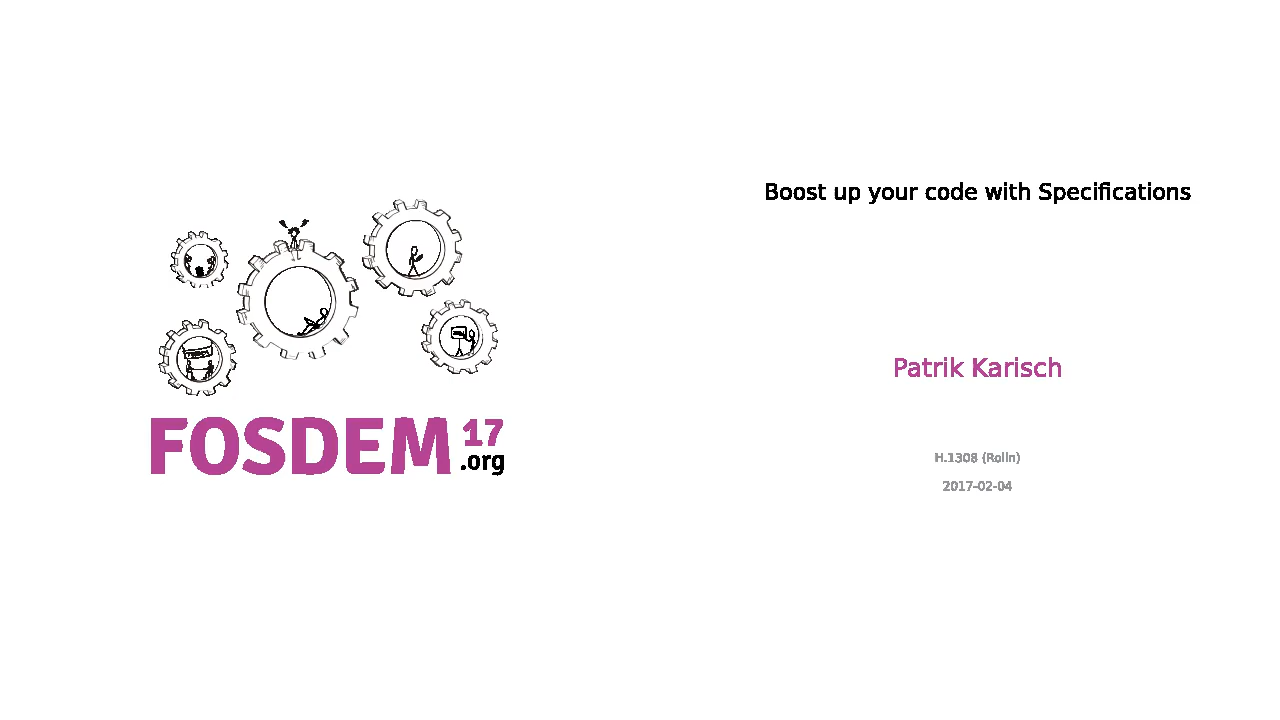 Boost up your code with Specifications
Patrik Karisch
FOSDEM 17
.org
H.1308 (Rolin)
2017-02-04